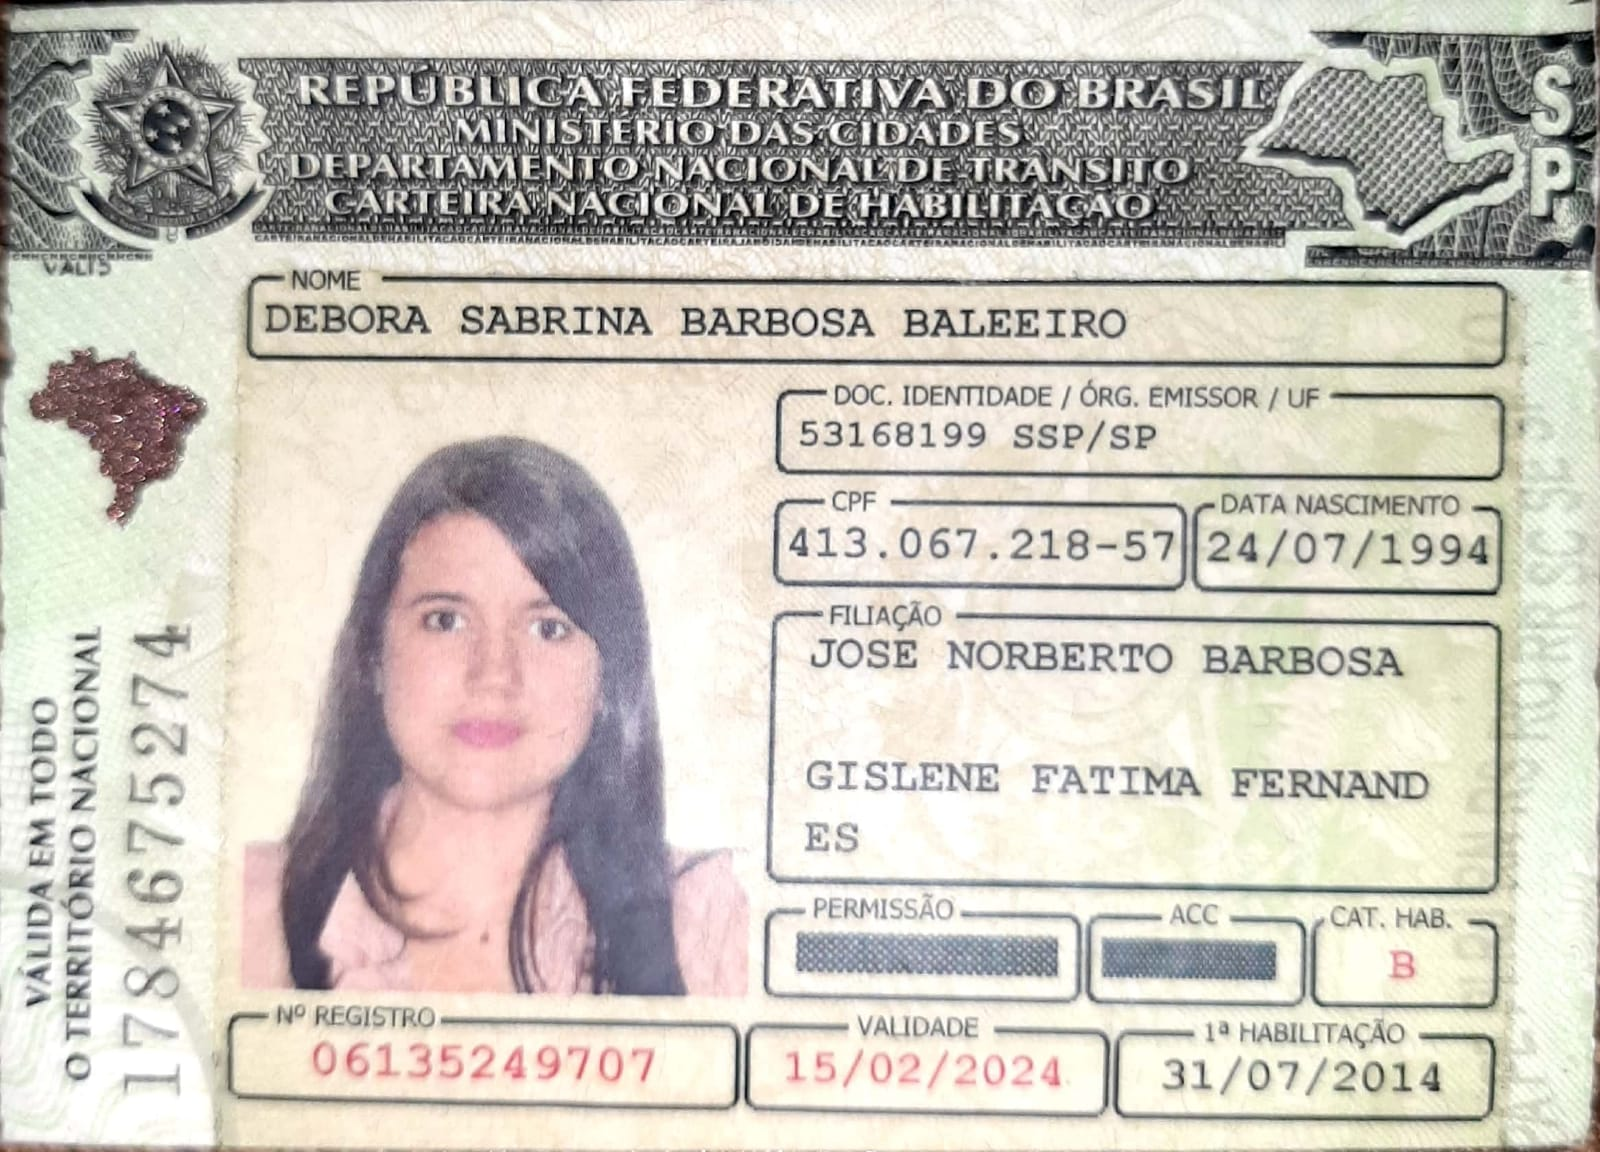 REPÚBLICA FEDERATIVA DO BRASIL
MINISTÉRIO DAS CIDADES
DEPARTAMENTO NACIONAL DE TRÂNSITO
CARTEIRA NACIONAL DE HABILITAÇÃO
SP
NOME
DEBORA SABRINA BARBOSA BALEEIRO
DOC. IDENTIDADE / ÓRG. EMISSOR / UF
53168199 SSP/SP
CPF
413.067.218-57
DATA NASCIMENTO
24/07/1994
FILIAÇÃO
JOSE NORBERTO BARBOSA
GISLENE FATIMA FERNAND
ES
PERMISSÃO
ACC
CAT. HAB.
B
Nº REGISTRO
06135249707
VALIDADE
15/02/2024
1ª HABILITAÇÃO
31/07/2014
VÁLIDA EM TODO
O TERRITÓRIO NACIONAL
1784675274